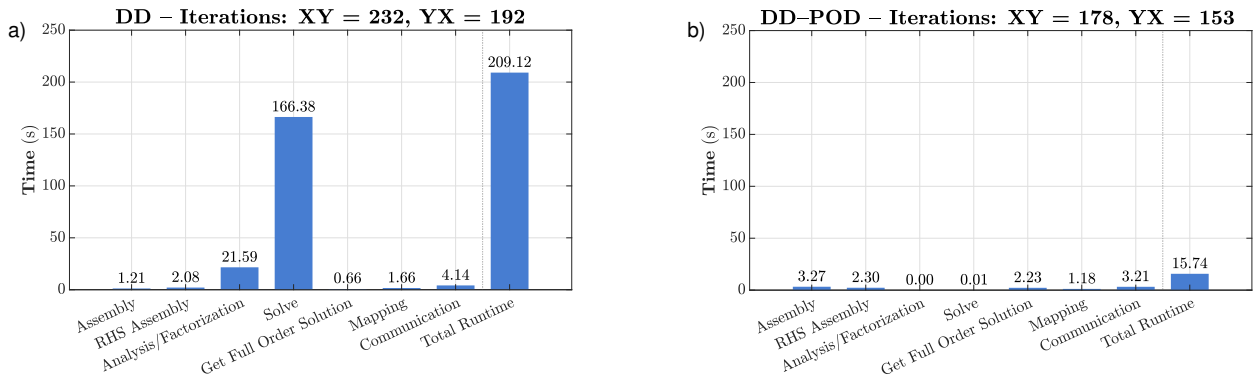 a)
DD – Iterations: XY = 232, YX = 192
Time (s)
250
200
150
100
50
0
1.21
2.08
21.59
166.38
0.66
1.66
4.14
209.12
Assembly
RHS Assembly
Analysis/Factorization
Solve
Get Full Order Solution
Mapping
Communication
Total Runtime
b)
DD–POD – Iterations: XY = 178, YX = 153
Time (s)
250
200
150
100
50
0
3.27
2.30
0.00
0.01
2.23
1.18
3.21
15.74
Assembly
RHS Assembly
Analysis/Factorization
Solve
Get Full Order Solution
Mapping
Communication
Total Runtime